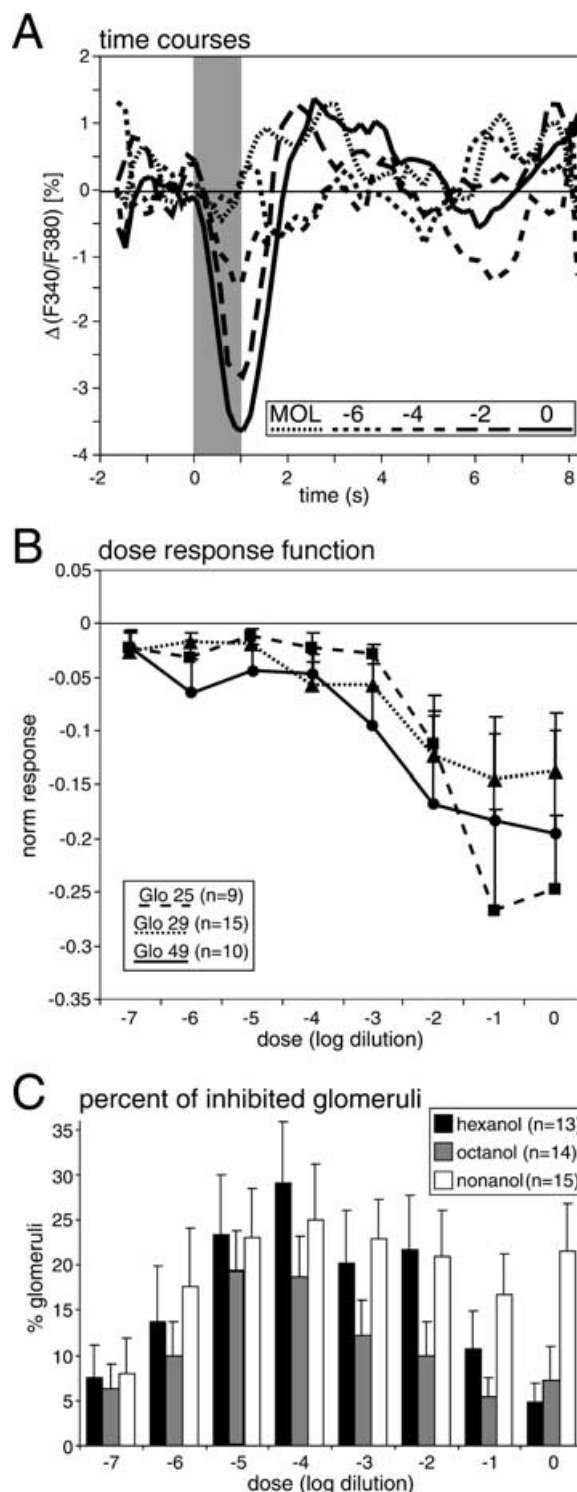 A time courses
2
1
0
-1
-2
-3
-4
Δ(F340/F380) [%]
MOL -6 -4 -2 0
-2 0 2 4 6 8
time (s)
B dose response function
0.05
0
-0.05
-0.1
-0.15
-0.2
-0.25
-0.3
-0.35
norm response
Glo 25 (n=9)
Glo 29 (n=15)
Glo 49 (n=10)
-7 -6 -5 -4 -3 -2 -1 0
dose (log dilution)
C percent of inhibited glomeruli
35
30
25
20
15
10
5
0
% glomeruli
hexanol (n=13)
octanol (n=14)
nonanol (n=15)
-7 -6 -5 -4 -3 -2 -1 0
dose (log dilution)